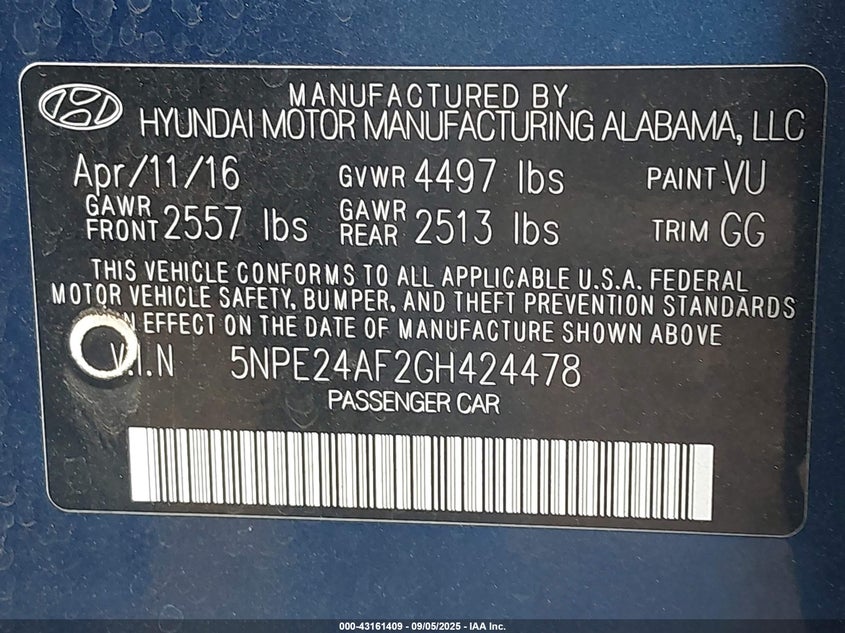 MANUFACTURED BY
HYUNDAI MOTOR MANUFACTURING ALABAMA, LLC
Apr/11/16 GVWR 4497 lbs PAINT VU
GAWR FRONT 2557 lbs GAWR REAR 2513 lbs TRIM GG
THIS VEHICLE CONFORMS TO ALL APPLICABLE U.S.A. FEDERAL
MOTOR VEHICLE SAFETY, BUMPER, AND THEFT PREVENTION STANDARDS
N EFFECT ON THE DATE OF MANUFACTURE SHOWN ABOVE
V.I.N 5NPE24AF2GH424478
PASSENGER CAR
000-43161409 - 09/05/2025 - IAA Inc.